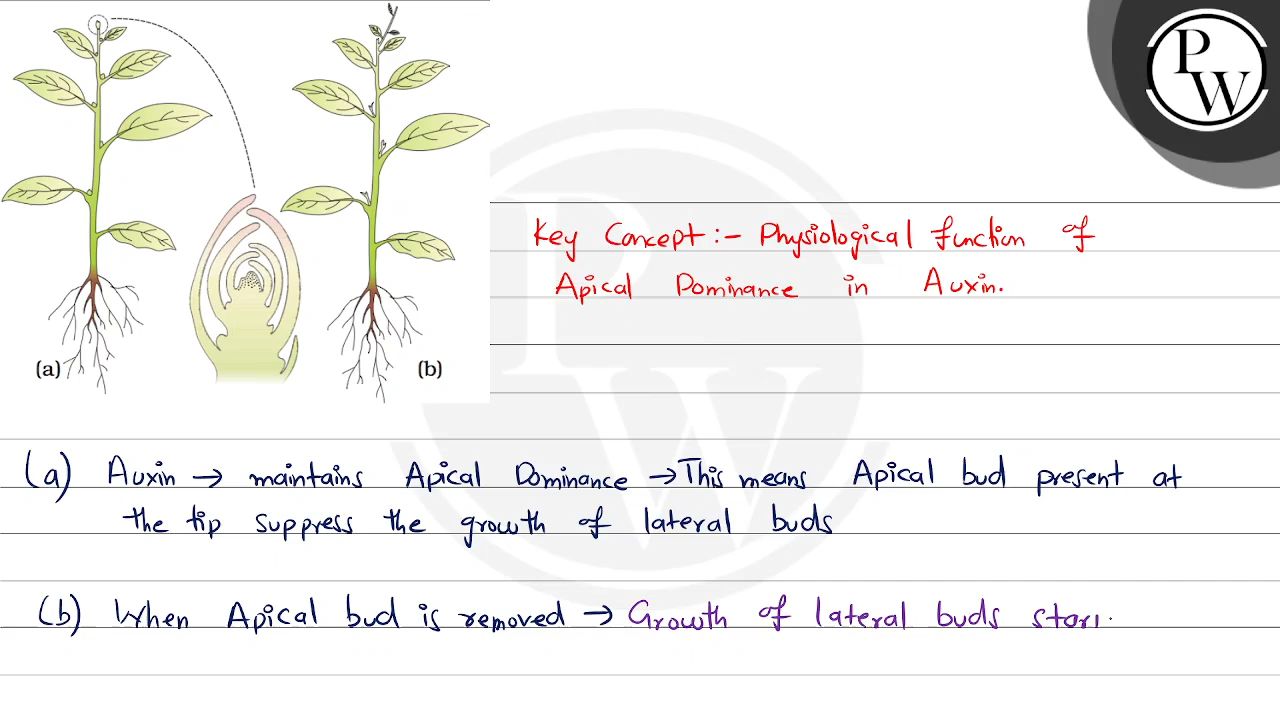 P
W
Key Concept :- Physiological function of
Apical Dominance in Auxin.
(a)
(b)
(a) Auxin → maintains Apical Dominance → This means Apical bud present at
the tip suppress the growth of lateral buds
(b) When Apical bud is removed → Growth of lateral buds